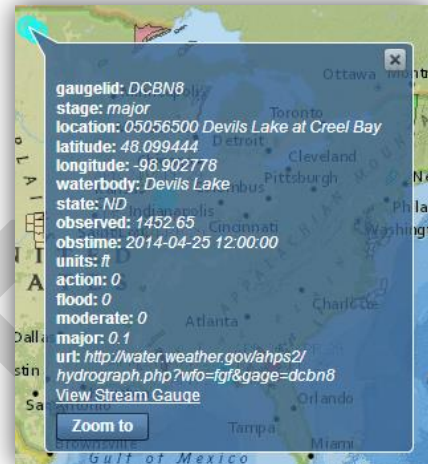 gaugelid: DCBN8
stage: major
location: 05056500 Devils Lake at Creel Bay
latitude: 48.099444
longitude: -98.902778
waterbody: Devils Lake
state: ND
observed: 1452.65
obstime: 2014-04-25 12:00:00
units: ft
action: 0
flood: 0
moderate: 0
major: 0.1
url: http://water.weather.gov/ahps2/
hydrograph.php?wfo=fgf&gage=dcbn8
View Stream Gauge
Zoom to
Ottawa
Toronto
Detroit
Cleveland
Pittsburgh
Indianapolis
Cincinnati
Charlotte
Atlanta
Orlando
Tampa
Brownsville
Miami
Gulf of Mexico